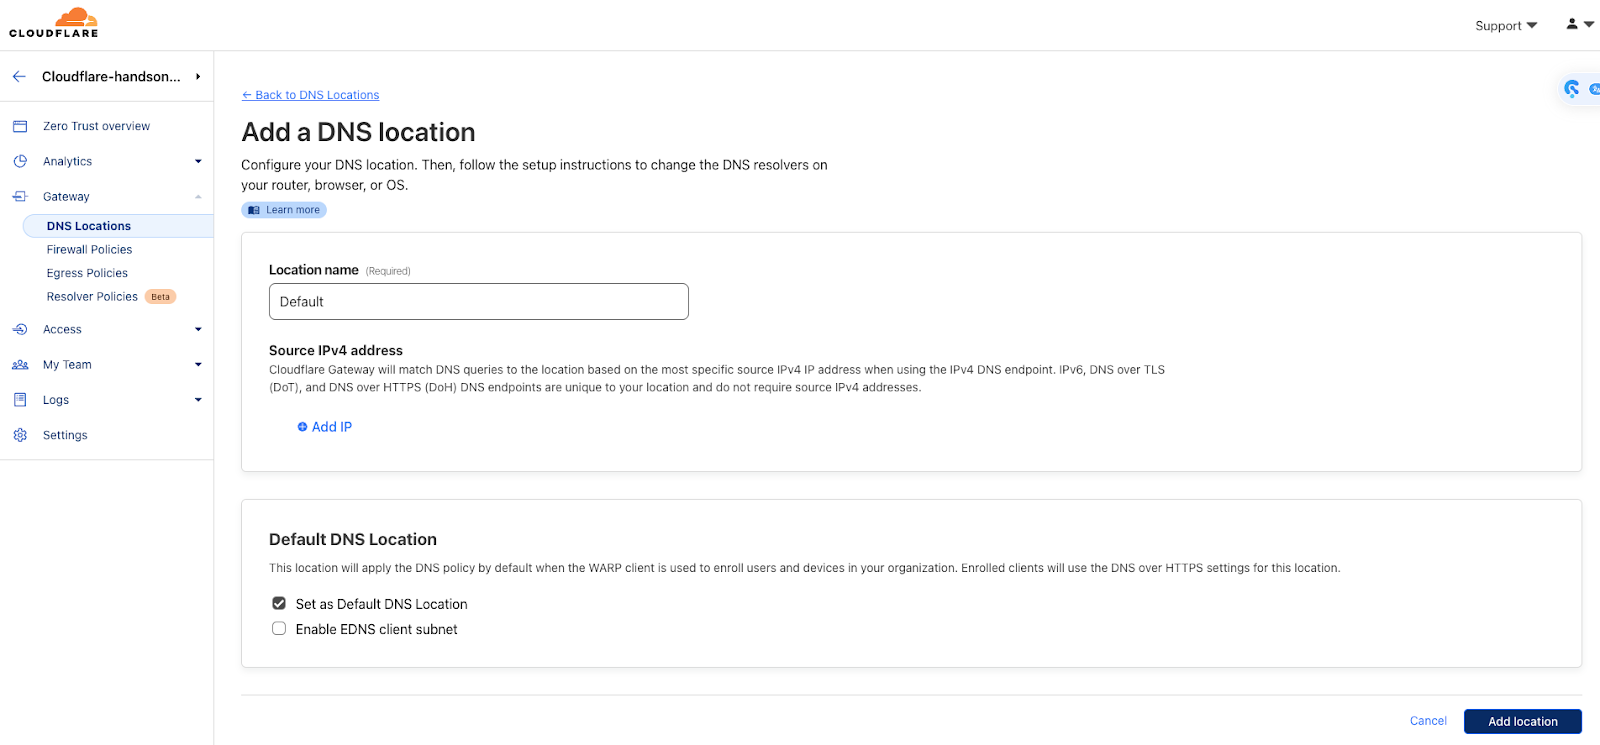 CLOUDFLARE
Support
Cloudflare-handson...
Zero Trust overview
Analytics
Gateway
DNS Locations
Firewall Policies
Egress Policies
Resolver Policies Beta
Access
My Team
Logs
Settings
← Back to DNS Locations
Add a DNS location
Configure your DNS location. Then, follow the setup instructions to change the DNS resolvers on
your router, browser, or OS.
Learn more
Location name (Required)
Default
Source IPv4 address
Cloudflare Gateway will match DNS queries to the location based on the most specific source IPv4 IP address when using the IPv4 DNS endpoint. IPv6, DNS over TLS
(DoT), and DNS over HTTPS (DoH) DNS endpoints are unique to your location and do not require source IPv4 addresses.
Add IP
Default DNS Location
This location will apply the DNS policy by default when the WARP client is used to enroll users and devices in your organization. Enrolled clients will use the DNS over HTTPS settings for this location.
Set as Default DNS Location
Enable EDNS client subnet
Cancel
Add location